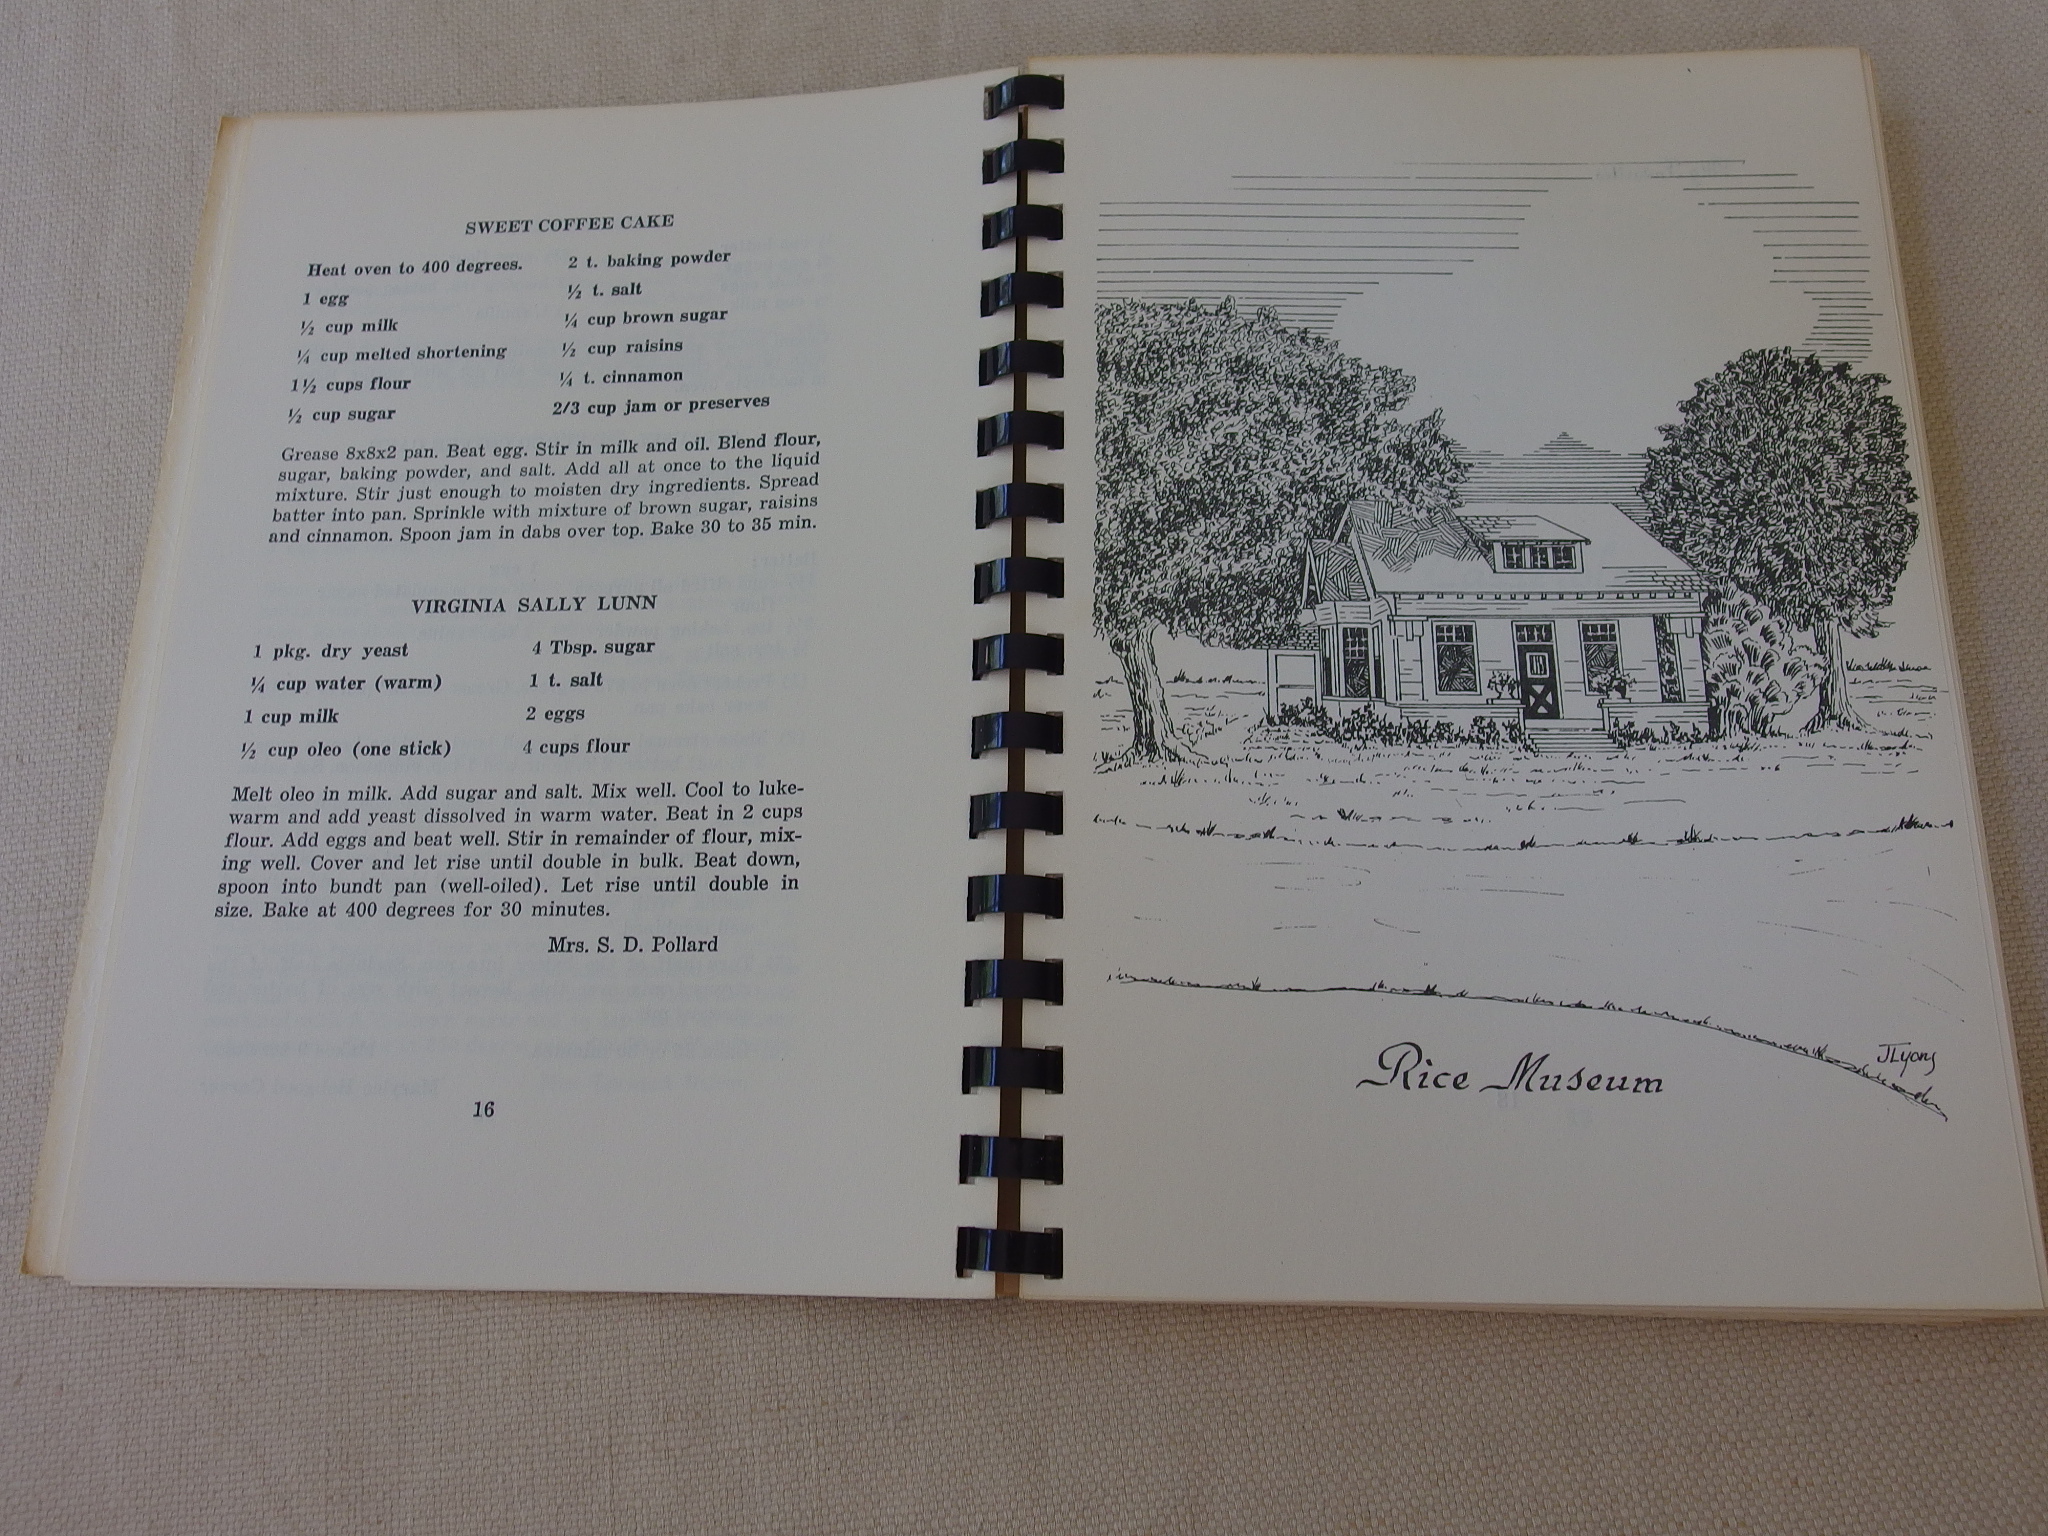 SWEET COFFEE CAKE
Heat oven to 400 degrees.
1 egg
½ cup milk
¼ cup melted shortening
1½ cups flour
½ cup sugar
2 t. baking powder
½ t. salt
¼ cup brown sugar
½ cup raisins
¼ t. cinnamon
2/3 cup jam or preserves
Grease 8x8x2 pan. Beat egg. Stir in milk and oil. Blend flour,
sugar, baking powder, and salt. Add all at once to the liquid
mixture. Stir just enough to moisten dry ingredients. Spread
batter into pan. Sprinkle with mixture of brown sugar, raisins
and cinnamon. Spoon jam in dabs over top. Bake 30 to 35 min.
VIRGINIA SALLY LUNN
1 pkg. dry yeast
¼ cup water (warm)
1 cup milk
½ cup oleo (one stick)
4 Tbsp. sugar
1 t. salt
2 eggs
4 cups flour
Melt oleo in milk. Add sugar and salt. Mix well. Cool to luke-
warm and add yeast dissolved in warm water. Beat in 2 cups
flour. Add eggs and beat well. Stir in remainder of flour, mix-
ing well. Cover and let rise until double in bulk. Beat down,
spoon into bundt pan (well-oiled). Let rise until double in
size. Bake at 400 degrees for 30 minutes.
Mrs. S. D. Pollard
16
JLyons
Rice Museum